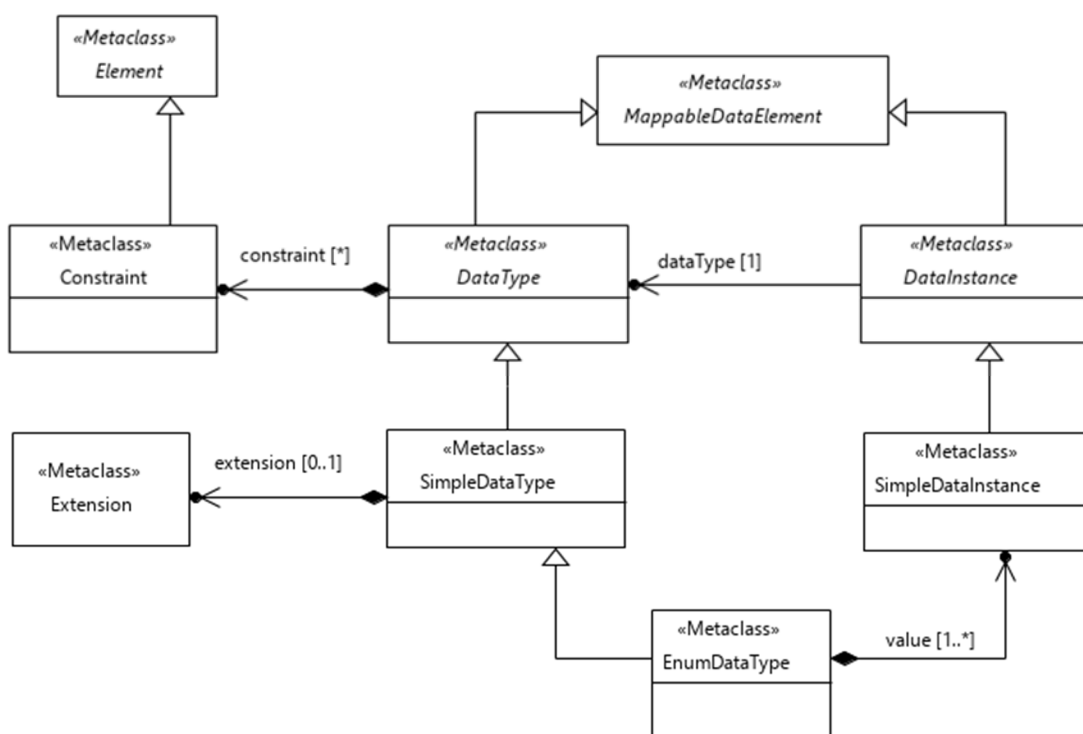 «Metaclass»
Element
«Metaclass»
MappableDataElement
«Metaclass»
Constraint
constraint [*]
«Metaclass»
DataType
dataType [1]
«Metaclass»
DataInstance
«Metaclass»
Extension
extension [0..1]
«Metaclass»
SimpleDataType
«Metaclass»
SimpleDataInstance
«Metaclass»
EnumDataType
value [1..*]